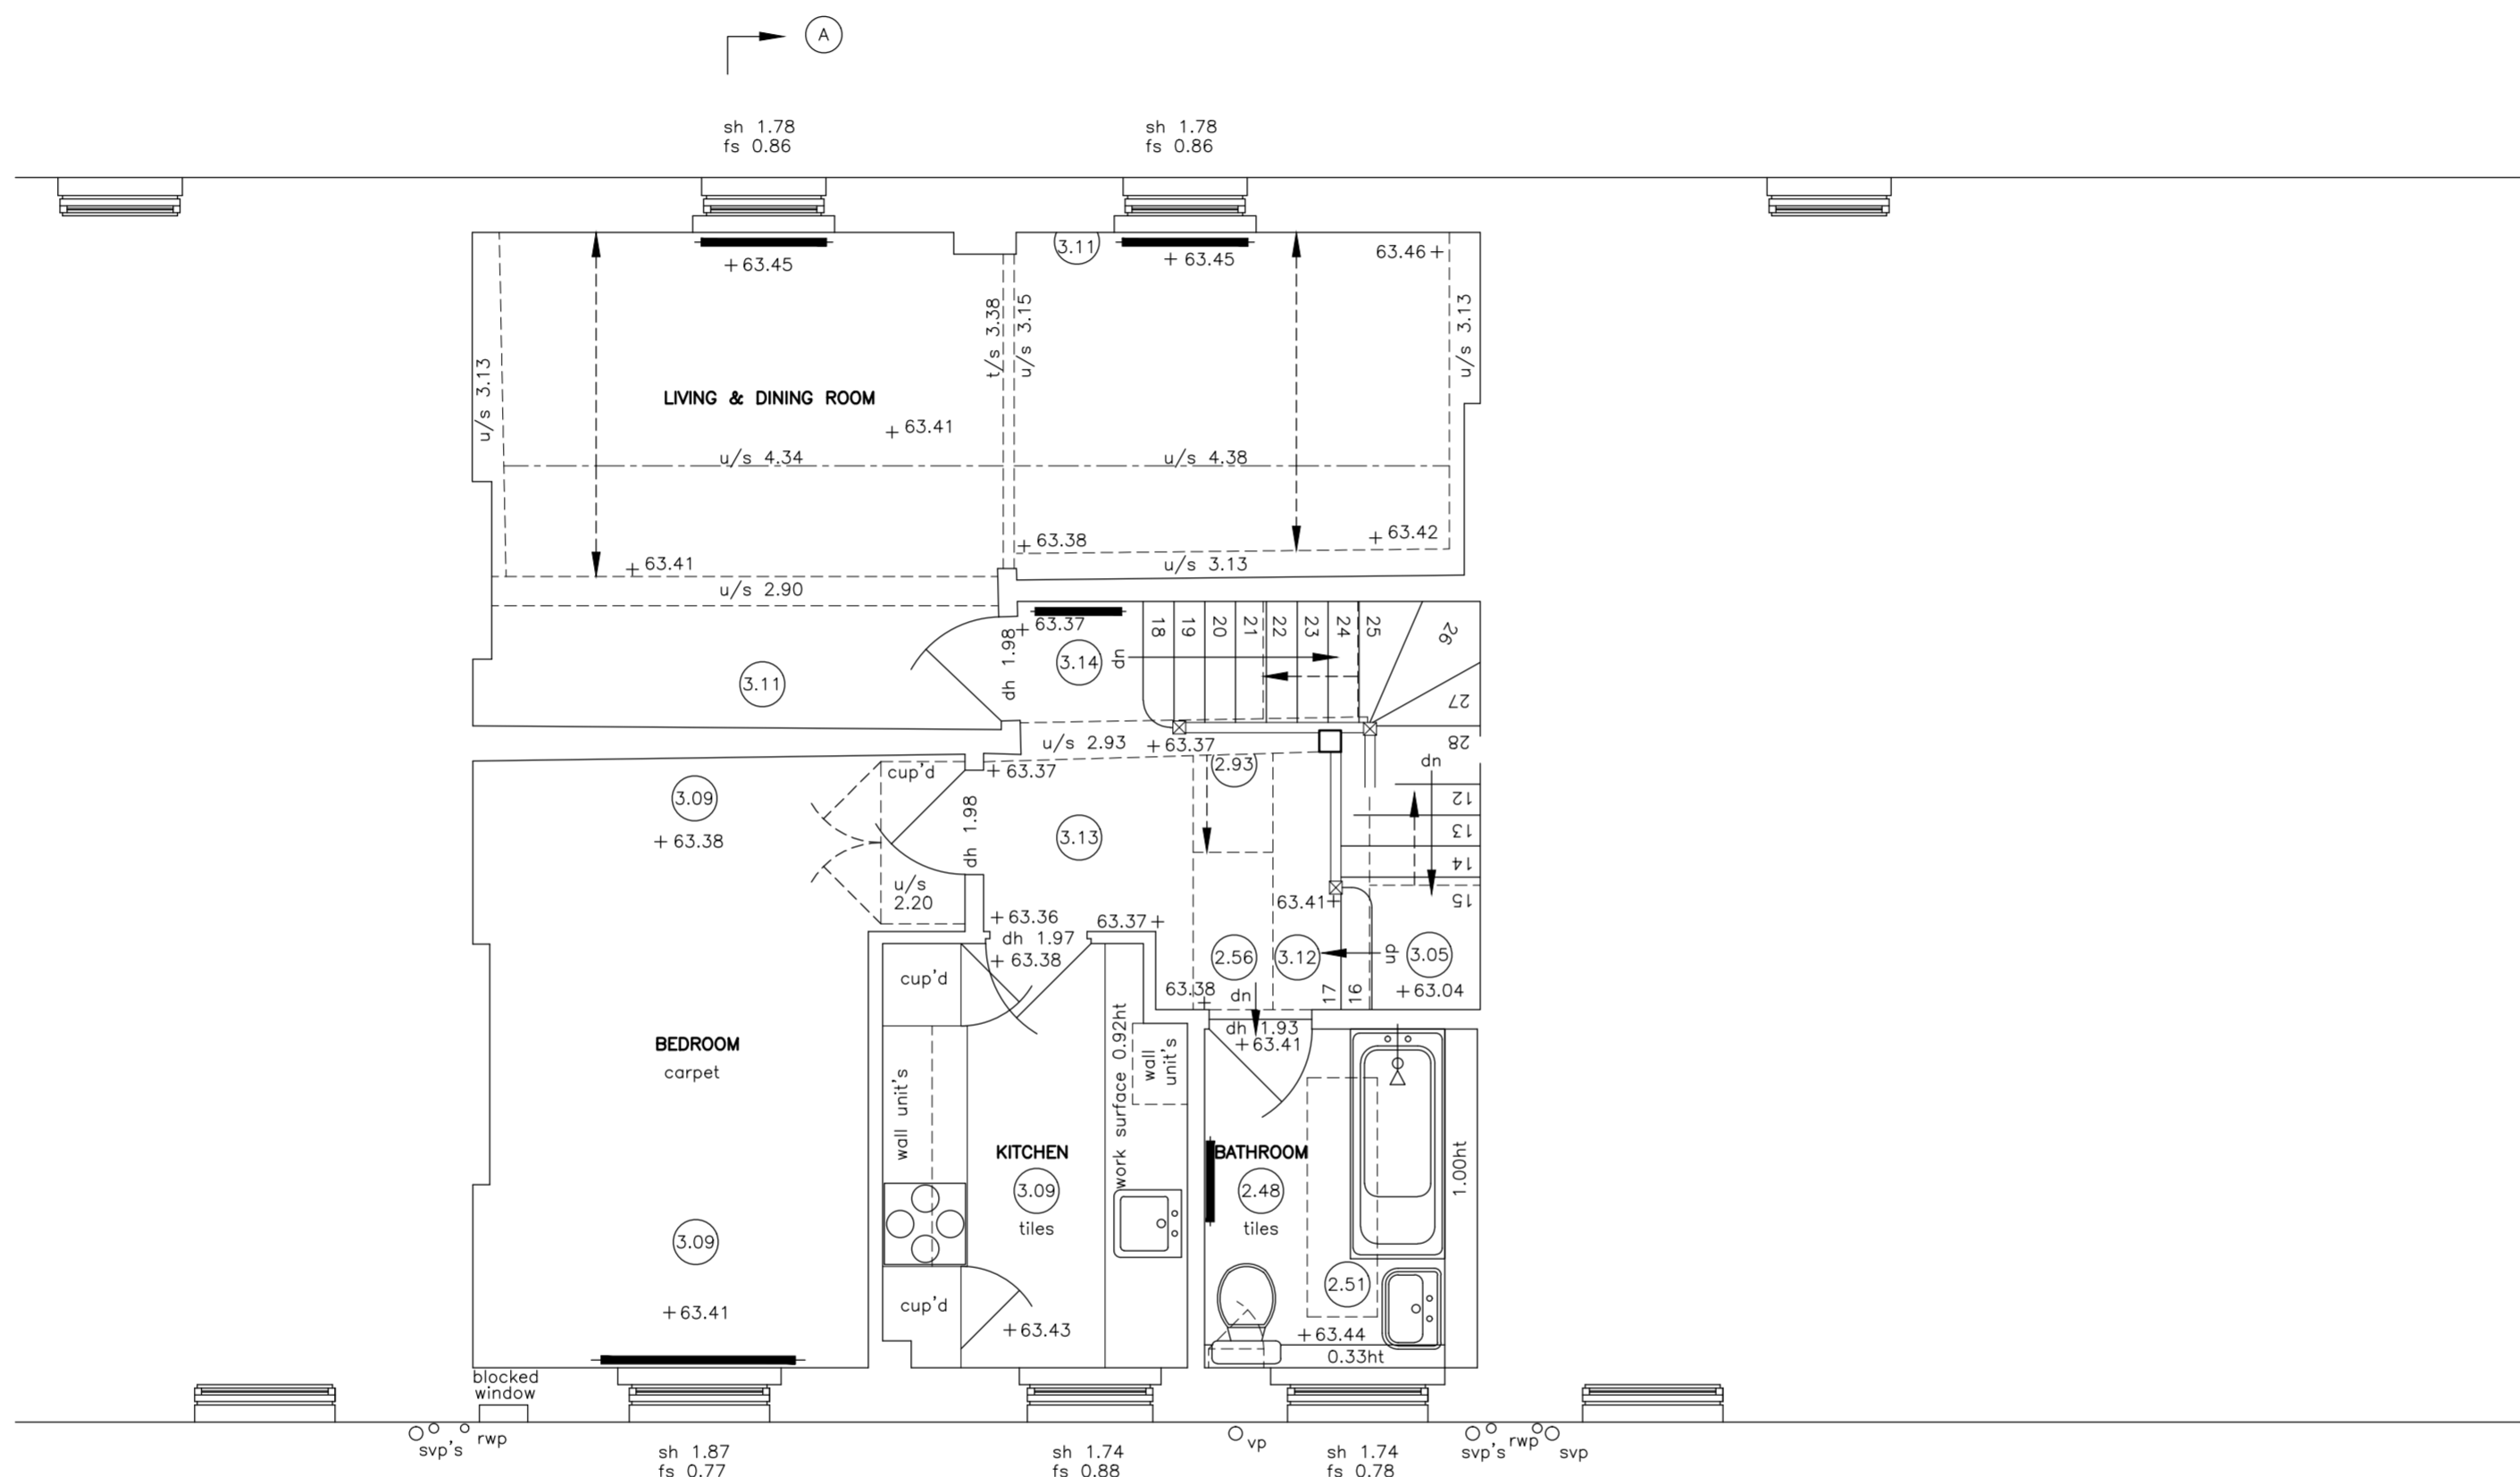 A
sh 1.78
fs 0.86
sh 1.78
fs 0.86
3.11
63.45
63.45
63.46
t/s 3.38
u/s 3.15
u/s 3.13
u/s 3.13
LIVING & DINING ROOM
63.41
u/s 4.34
u/s 4.38
63.38
63.42
63.41
u/s 3.13
u/s 2.90
63.37
dh 1.98
3.14
up
18
19
20
21
22
23
24
25
26
27
28
3.11
u/s 2.93
63.37
63.37
cup'd
2.93
dn
3.09
63.38
dh 1.98
3.13
12
13
14
15
u/s
2.20
63.41
63.36
63.37
dh 1.97
63.38
cup'd
2.56
3.12
up
3.05
63.38
dn
17
16
63.04
dh 1.93
63.41
BEDROOM
carpet
wall unit's
work surface 0.92ht
wall
unit's
KITCHEN
3.09
tiles
BATHROOM
2.48
tiles
1.00ht
3.09
2.51
cup'd
63.41
63.43
63.44
0.33ht
blocked
window
svp's
rwp
vp
svp's
rwp
svp
sh 1.87
fs 0.77
sh 1.74
fs 0.88
sh 1.74
fs 0.78